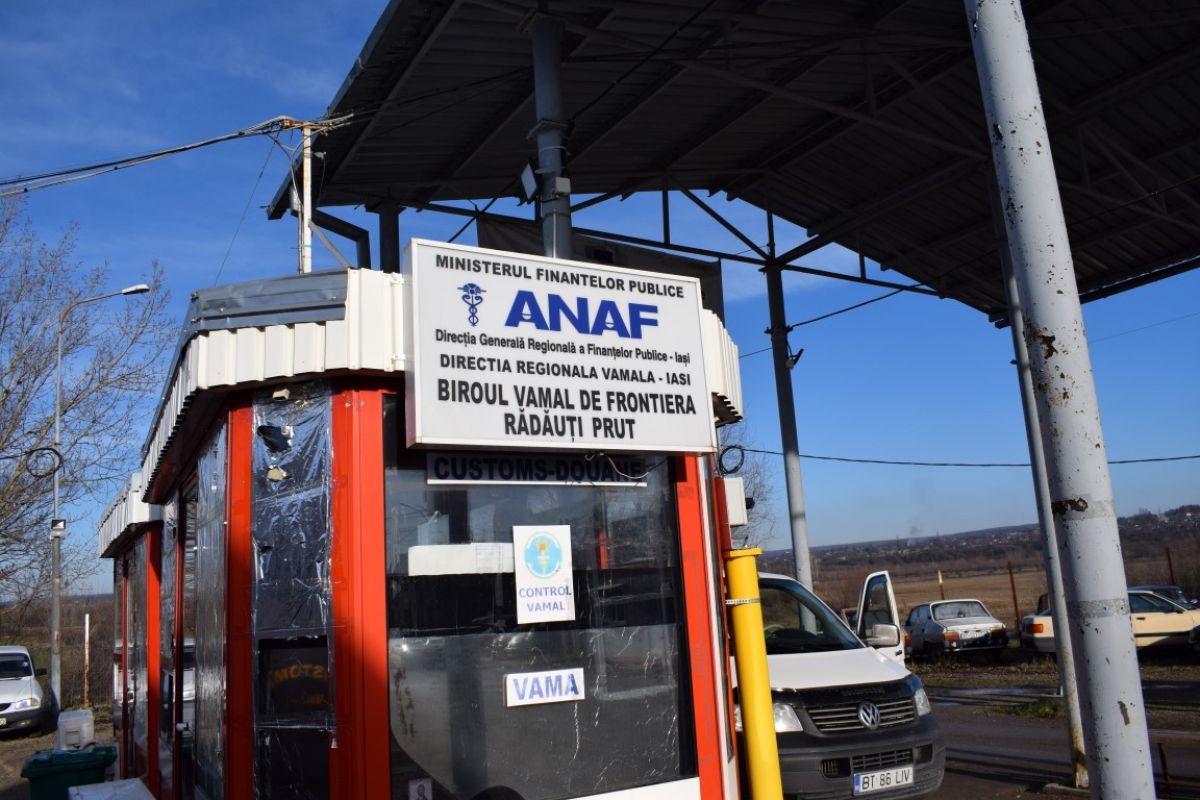 MINISTERUL FINANTELOR PUBLICE
ANAF
Direcția Generală Regională a Finanțelor Publice - Iași
DIRECTIA REGIONALA VAMALA - IASI
BIROUL VAMAL DE FRONTIERA
RĂDĂUȚI PRUT
CUSTOMS-DOUANE
CONTROL
VAMAL
VAMA
BT 86 LIV